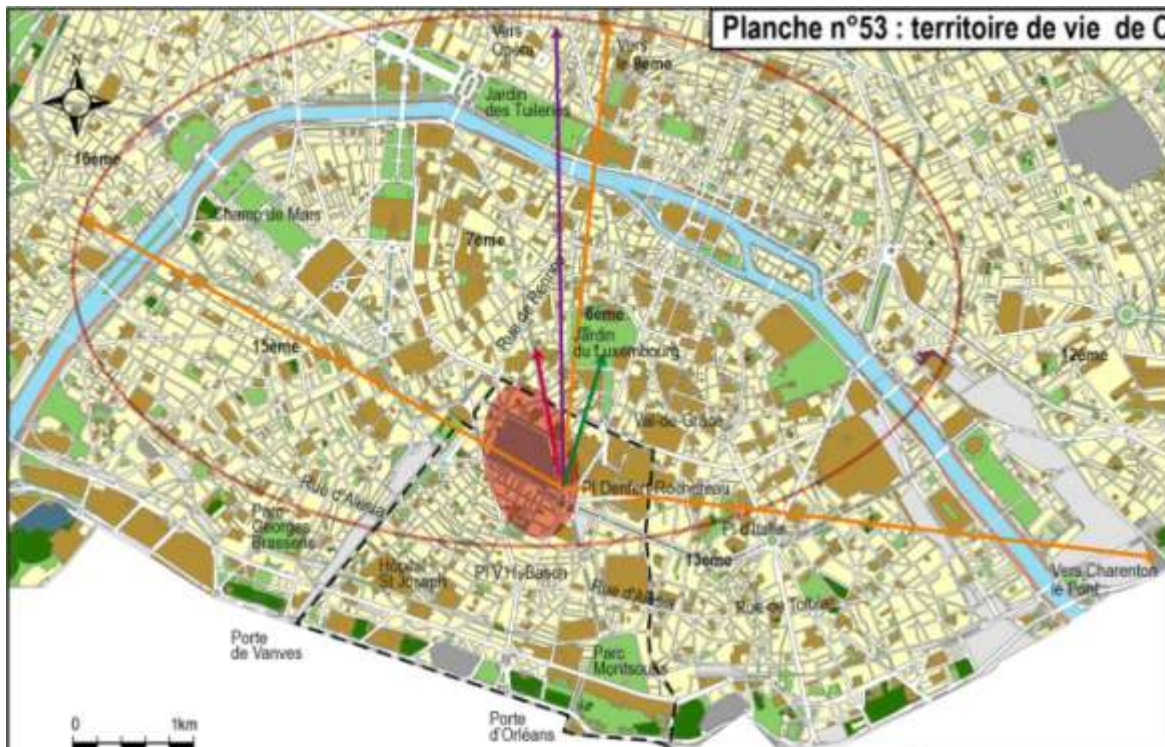 Planche n°53 : territoire de vie de C
Vers
Opéra
Vers
le 9ème
N
Jardin
des Tuileries
16ème
Champ de Mars
7ème
Rue de Rennes
6ème
Jardin
du Luxembourg
15ème
12ème
Val-de-Grâce
Pl Denfert-Rochereau
Rue d'Alésia
Parc
Georges
Brassens
Pl d'Italie
13ème
Hôpital
St Joseph
Pl V.H. Basch
Rue d'Alésia
Rue de Tolbiac
Vers Charenton
le Pont
Porte
de Vanves
Parc
Montsouris
Porte
d'Orléans
0 1km